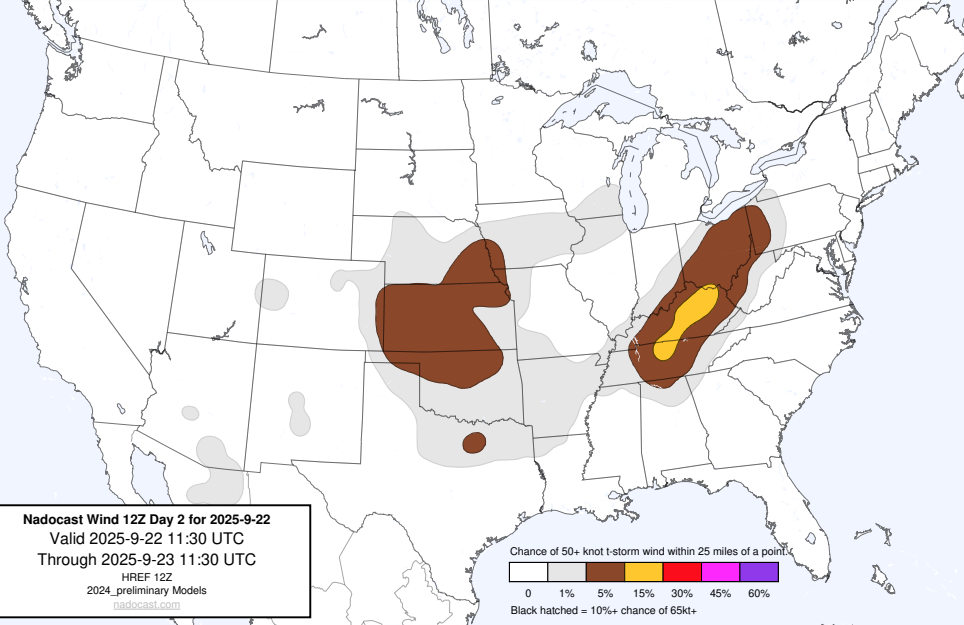 Nadocast Wind 12Z Day 2 for 2025-9-22
Valid 2025-9-22 11:30 UTC
Through 2025-9-23 11:30 UTC
HREF 12Z
2024_preliminary Models
nadocast.com
Chance of 50+ knot t-storm wind within 25 miles of a point.
0 1% 5% 15% 30% 45% 60%
Black hatched = 10%+ chance of 65kt+